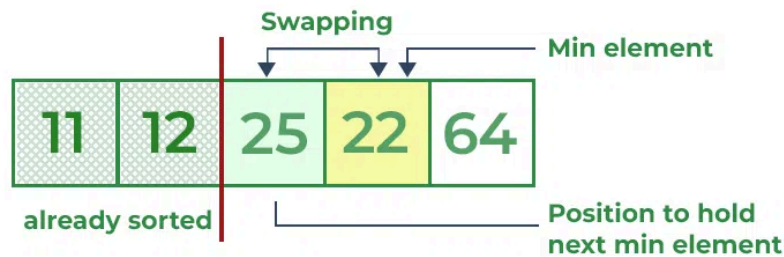 Swapping
Min element
11 12 25 22 64
already sorted
Position to hold
next min element